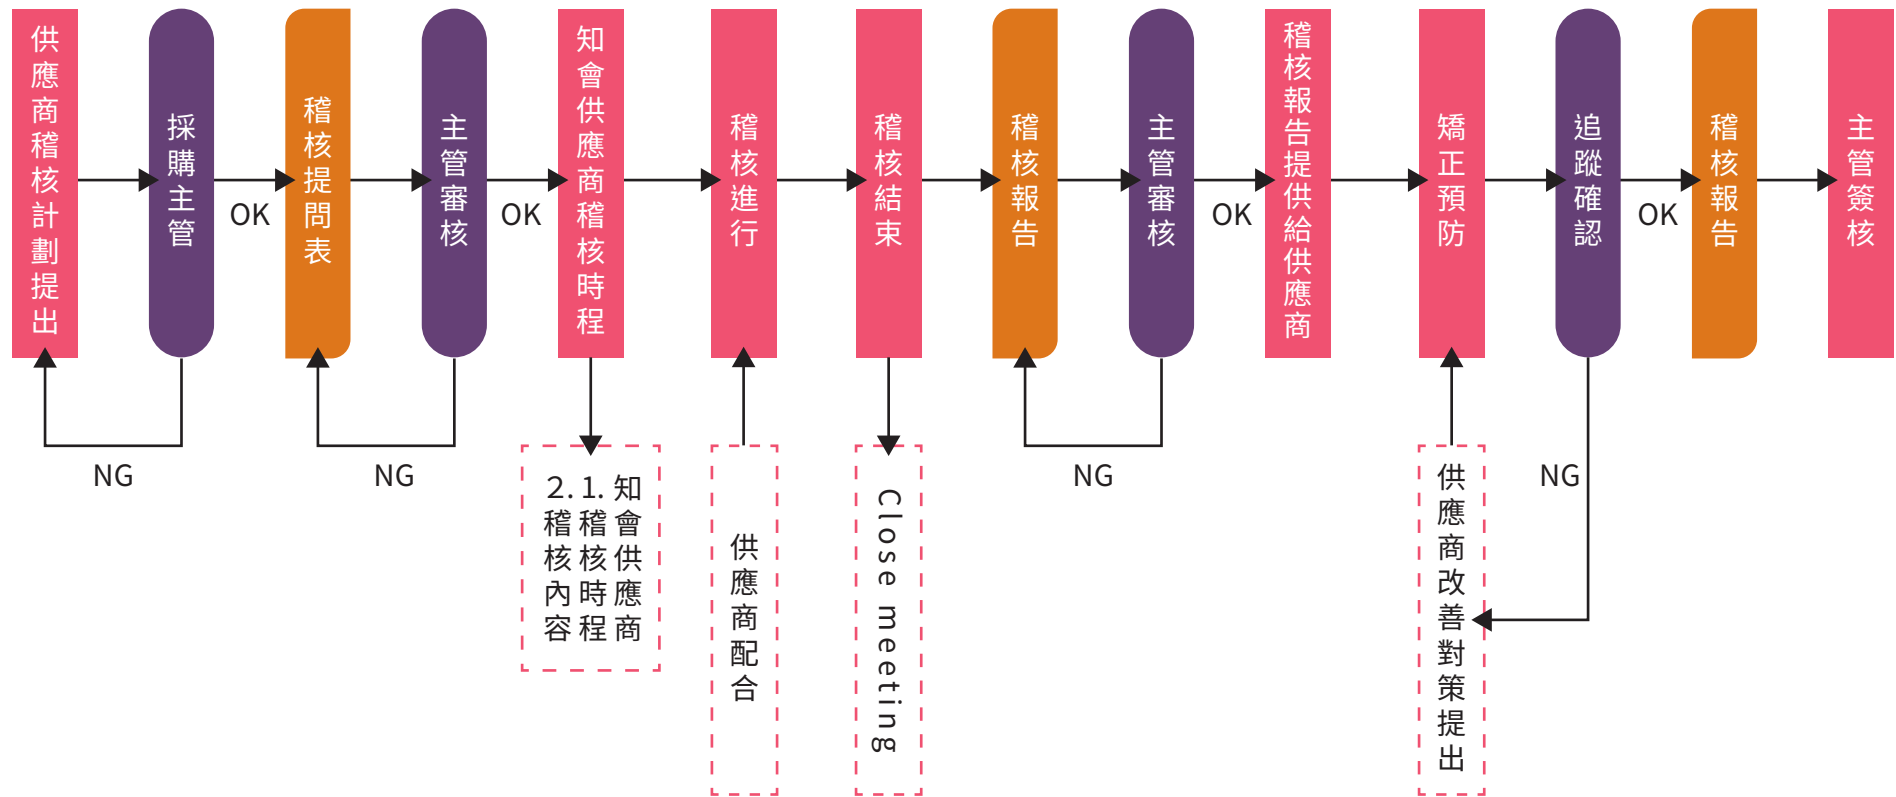 供應商稽核計劃提出
採購主管
OK
NG
稽核提問表
主管審核
OK
NG
知會供應商稽核時程
知會供應商
1.稽核時程
2.稽核內容
稽核進行
供應商配合
稽核結束
Close meeting
稽核報告
主管審核
OK
NG
稽核報告提供給供應商
矯正預防
供應商改善對策提出
追蹤確認
OK
NG
稽核報告
主管簽核